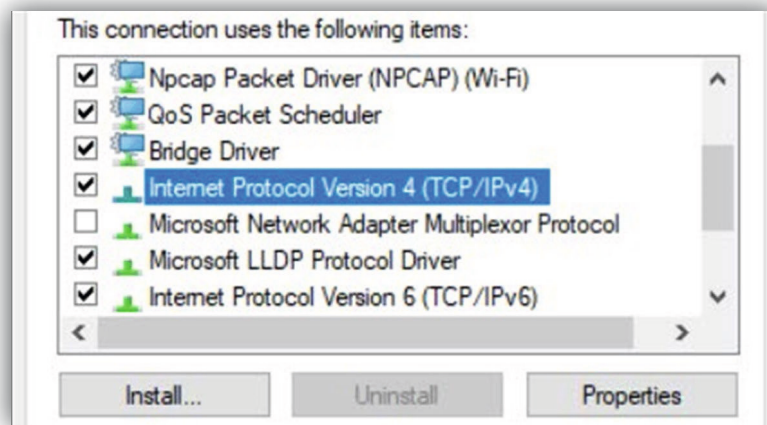 This connection uses the following items:
Npcap Packet Driver (NPCAP) (Wi-Fi)
QoS Packet Scheduler
Bridge Driver
Internet Protocol Version 4 (TCP/IPv4)
Microsoft Network Adapter Multiplexor Protocol
Microsoft LLDP Protocol Driver
Internet Protocol Version 6 (TCP/IPv6)
Install... Uninstall Properties